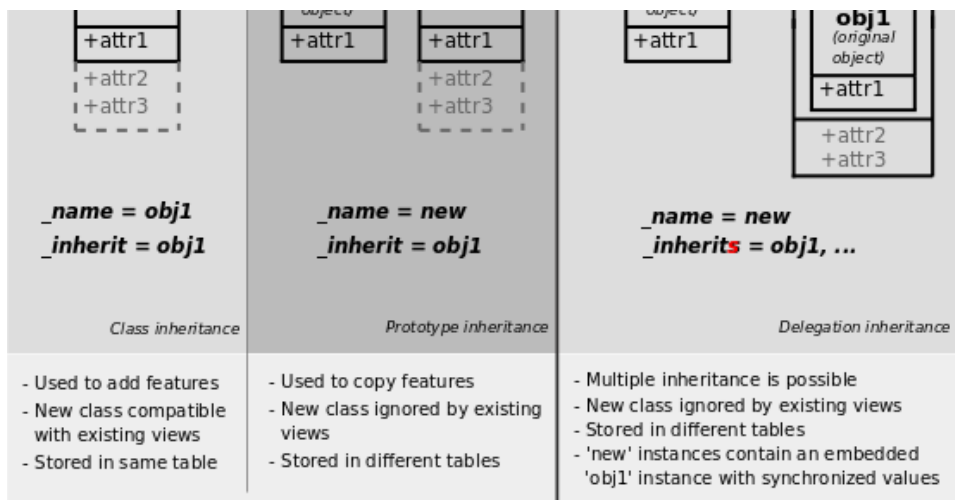 +attr1
+attr2
+attr3
_name = obj1
_inherit = obj1
Class inheritance
- Used to add features
- New class compatible
with existing views
- Stored in same table
object)
+attr1
+attr1
+attr2
+attr3
_name = new
_inherit = obj1
Prototype inheritance
- Used to copy features
- New class ignored by existing
views
- Stored in different tables
object)
+attr1
obj1
(original
object)
+attr1
+attr2
+attr3
_name = new
_inherits = obj1, ...
Delegation inheritance
- Multiple inheritance is possible
- New class ignored by existing views
- Stored in different tables
- 'new' instances contain an embedded
'obj1' instance with synchronized values